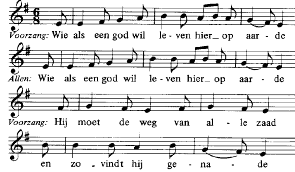 Voorzang: Wie als een god wil le-ven hier_ op aar-de
Allen: Wie als een god wil le-ven hier_ op aar-de
Voorzang: Hij moet de weg van al-le zaad
en zo-vindt hij ge-na-de